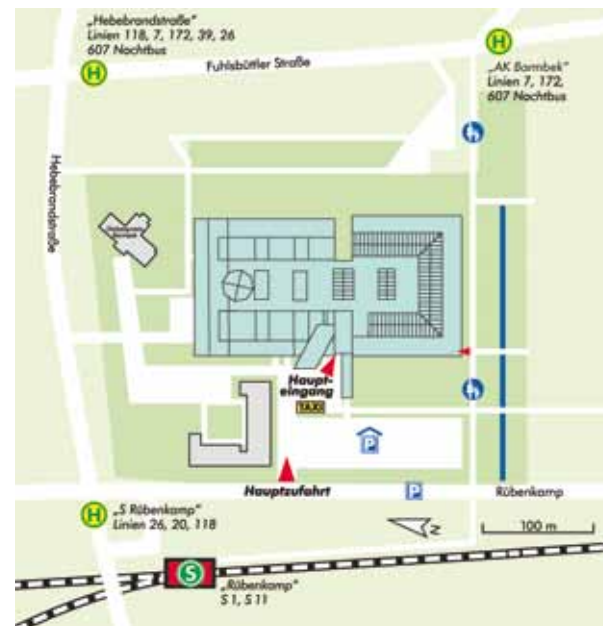 „Hebebrandstraße“
Linien 118, 7, 172, 39, 26
607 Nachtbus
H
Fuhlsbüttler Straße
H
„AK Barmbek“
Linien 7, 172,
607 Nachtbus
Hebebrandstraße
Haupt-
eingang
TAXI
P
Hauptzufahrt
P
Rübenkamp
H
„S Rübenkamp“
Linien 26, 20, 118
N
100 m
S
„Rübenkamp“
S 1, S 11